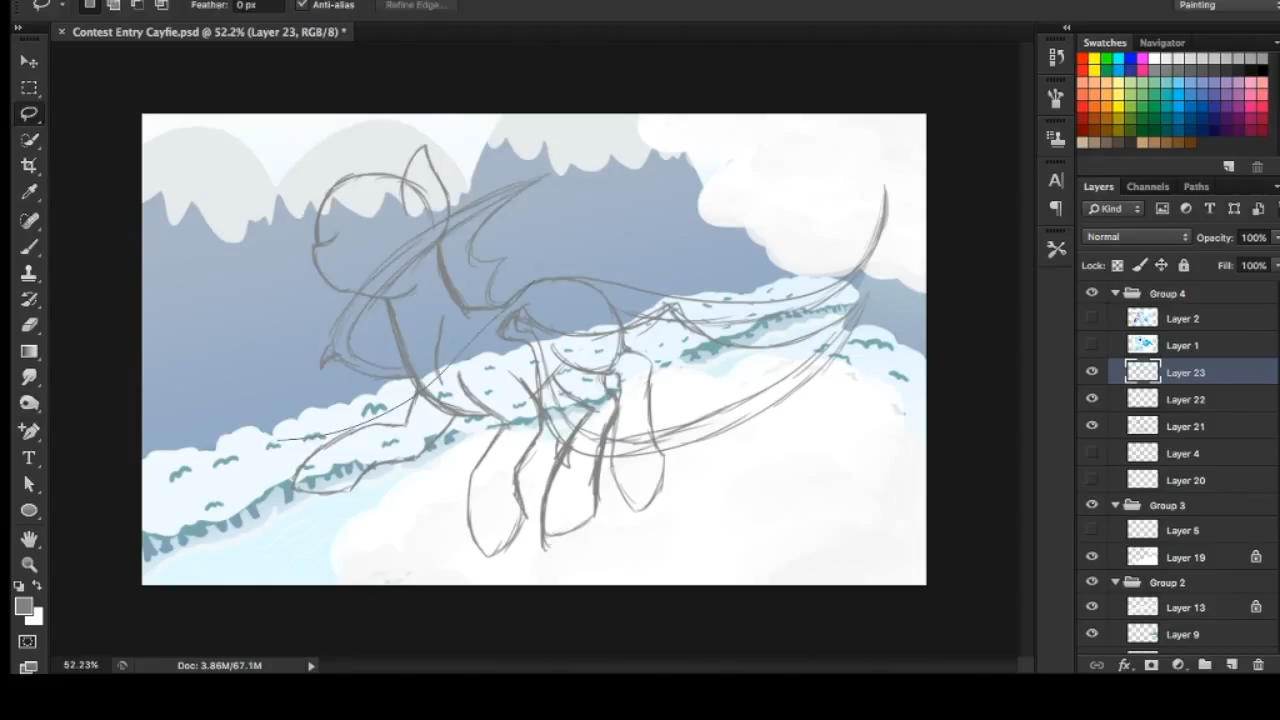 Feather: 0 px Anti-alias Refine Edge... Painting
× Contest Entry Cayfie.psd @ 52.2% (Layer 23, RGB/8) *
Swatches Navigator
Layers Channels Paths
Kind
Normal Opacity: 100%
Lock: Fill: 100%
Group 4
Layer 2
Layer 1
Layer 23
Layer 22
Layer 21
Layer 4
Layer 20
Group 3
Layer 5
Layer 19
Group 2
Layer 13
Layer 9
52.23% Doc: 3.86M/67.1M